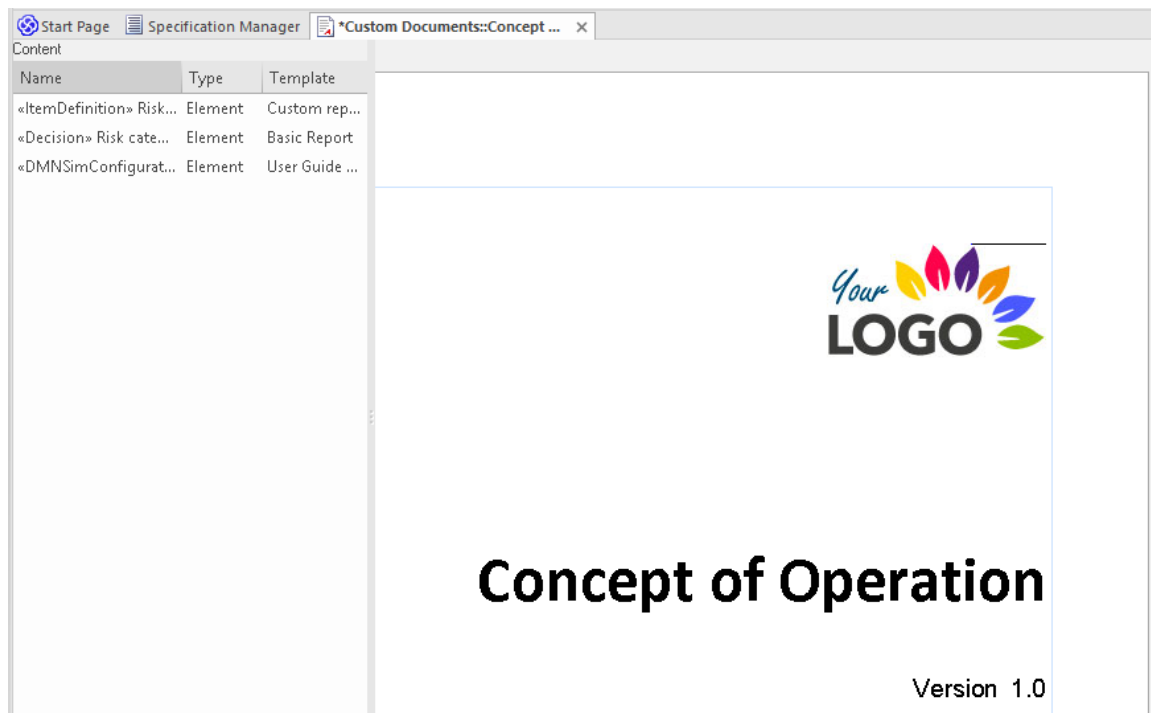 Start Page Specification Manager *Custom Documents::Concept ... ×
Content
Name Type Template
«ItemDefinition» Risk... Element Custom rep...
«Decision» Risk cate... Element Basic Report
«DMNSimConfigurat... Element User Guide ...
Your
LOGO
Concept of Operation
Version 1.0